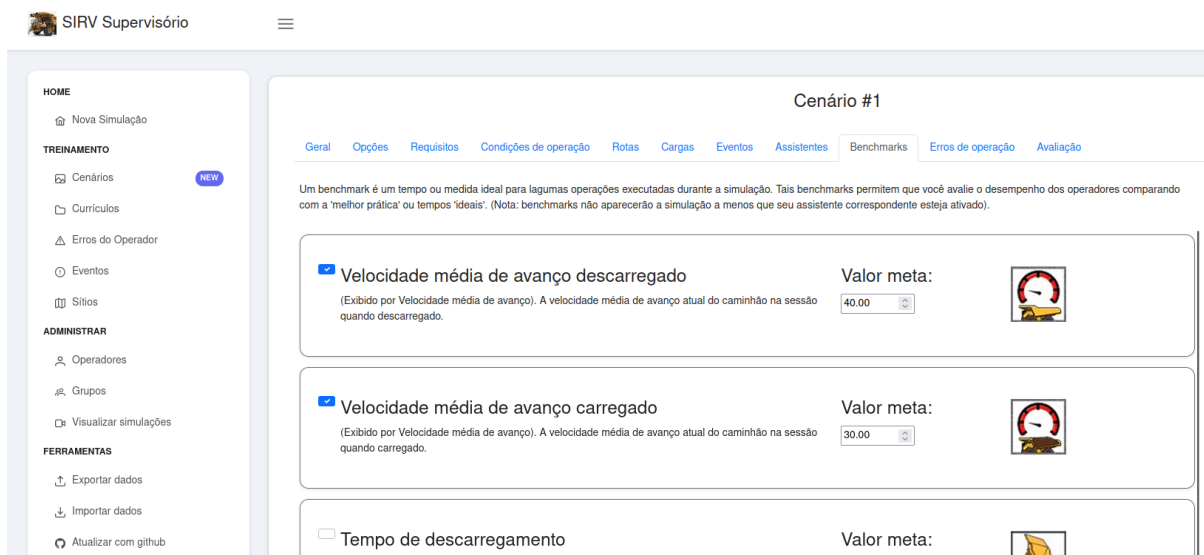 SIRV Supervisório
HOME
Nova Simulação
TREINAMENTO
Cenários NEW
Currículos
Erros do Operador
Eventos
Sítios
ADMINISTRAR
Operadores
Grupos
Visualizar simulações
FERRAMENTAS
Exportar dados
Importar dados
Atualizar com github
Cenário #1
Geral Opções Requisitos Condições de operação Rotas Cargas Eventos Assistentes Benchmarks Erros de operação Avaliação
Um benchmark é um tempo ou medida ideal para lagumas operações executadas durante a simulação. Tais benchmarks permitem que você avalie o desempenho dos operadores comparando
com a 'melhor prática' ou tempos 'ideais'. (Nota: benchmarks não aparecerão a simulação a menos que seu assistente correspondente esteja ativado).
Velocidade média de avanço descarregado
(Exibido por Velocidade média de avanço). A velocidade média de avanço atual do caminhão na sessão
quando descarregado.
Valor meta:
40.00
Velocidade média de avanço carregado
(Exibido por Velocidade média de avanço). A velocidade média de avanço atual do caminhão na sessão
quando carregado.
Valor meta:
30.00
Tempo de descarregamento
Valor meta: